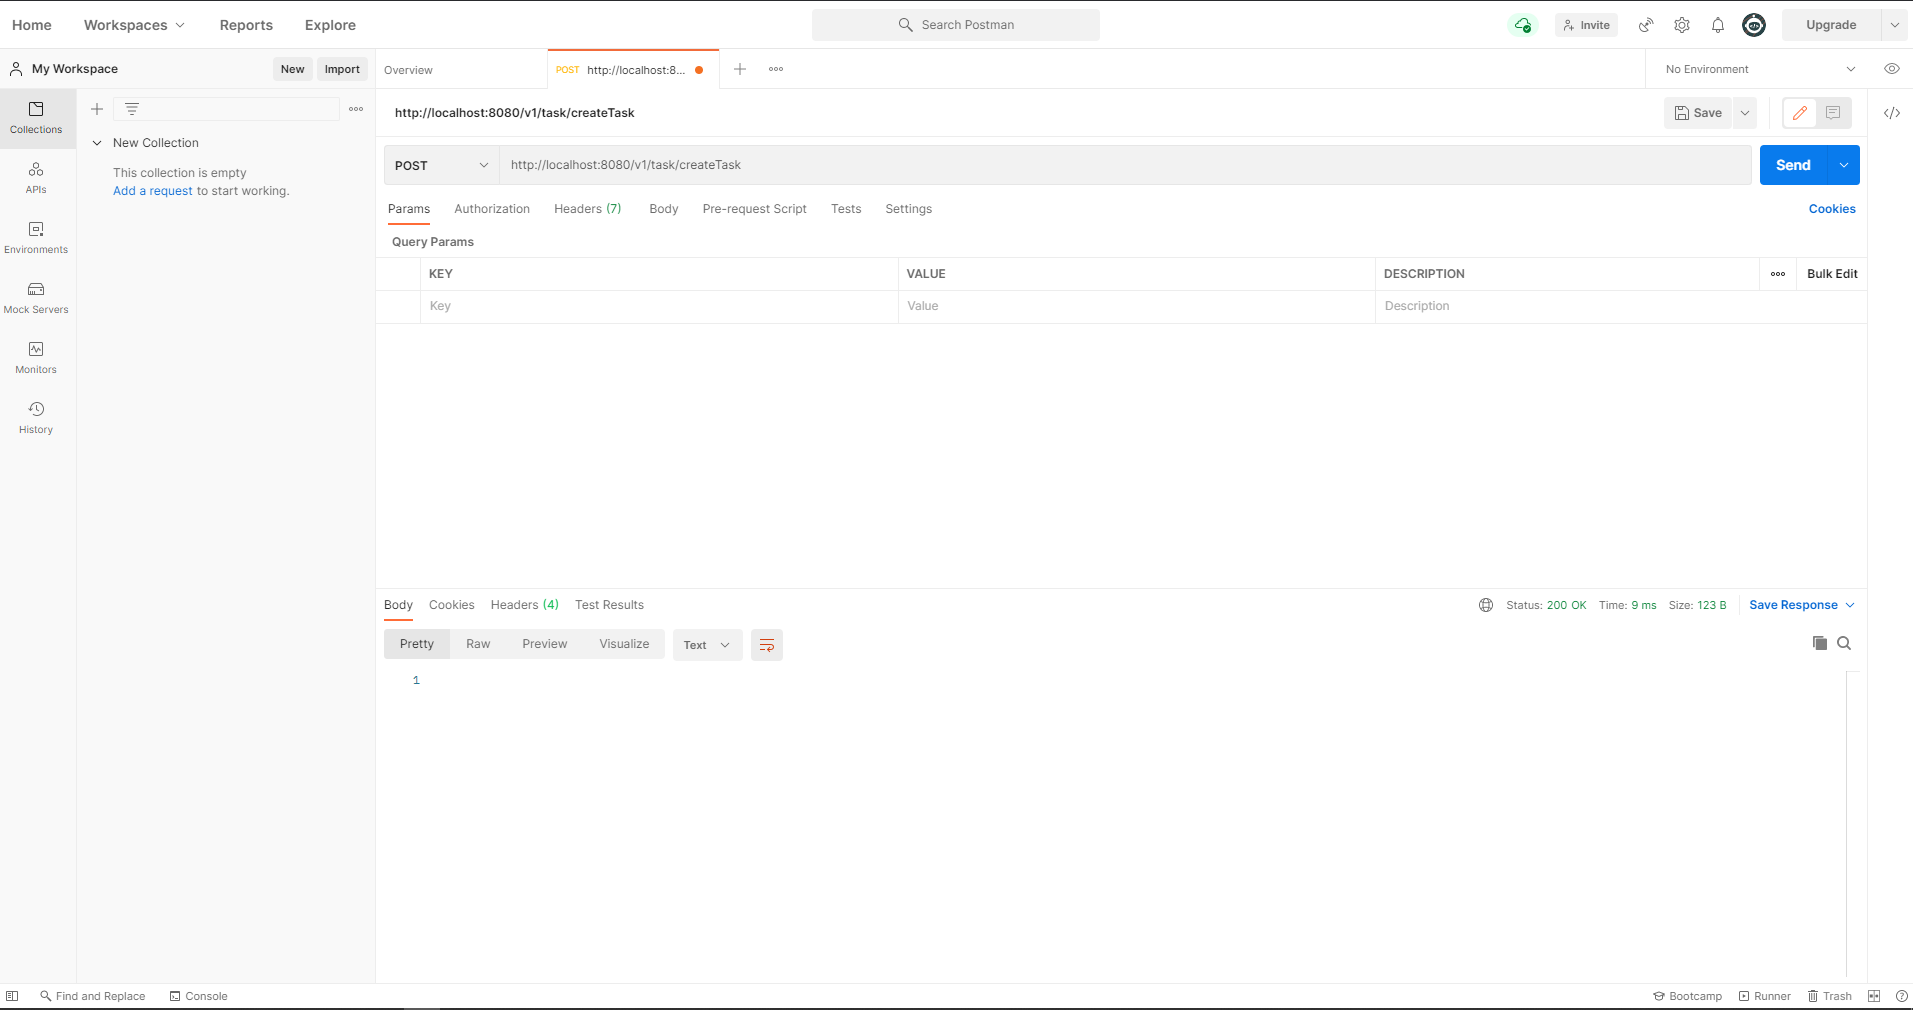 Home Workspaces Reports Explore Search Postman Invite Upgrade
My Workspace New Import Overview POST http://localhost:8... No Environment
Collections
APIs
Environments
Mock Servers
Monitors
History
New Collection
This collection is empty
Add a request to start working.
http://localhost:8080/v1/task/createTask Save
POST http://localhost:8080/v1/task/createTask Send
Params Authorization Headers (7) Body Pre-request Script Tests Settings Cookies
Query Params
KEY VALUE DESCRIPTION Bulk Edit
Key Value Description
Body Cookies Headers (4) Test Results Status: 200 OK Time: 9 ms Size: 123 B Save Response
Pretty Raw Preview Visualize Text
1
Find and Replace Console Bootcamp Runner Trash